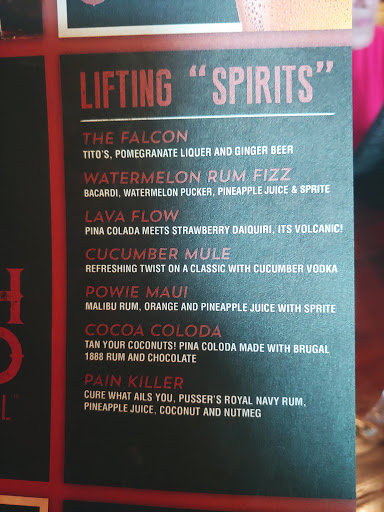 LIFTING "SPIRITS"
THE FALCON
TITO'S, POMEGRANATE LIQUER AND GINGER BEER
WATERMELON RUM FIZZ
BACARDI, WATERMELON PUCKER, PINEAPPLE JUICE & SPRITE
LAVA FLOW
PINA COLADA MEETS STRAWBERRY DAIQUIRI, ITS VOLCANIC!
CUCUMBER MULE
REFRESHING TWIST ON A CLASSIC WITH CUCUMBER VODKA
POWIE MAUI
MALIBU RUM, ORANGE AND PINEAPPLE JUICE WITH SPRITE
COCOA COLODA
TAN YOUR COCONUTS! PINA COLODA MADE WITH BRUGAL
1888 RUM AND CHOCOLATE
PAIN KILLER
CURE WHAT AILS YOU, PUSSER'S ROYAL NAVY RUM,
PINEAPPLE JUICE, COCONUT AND NUTMEG